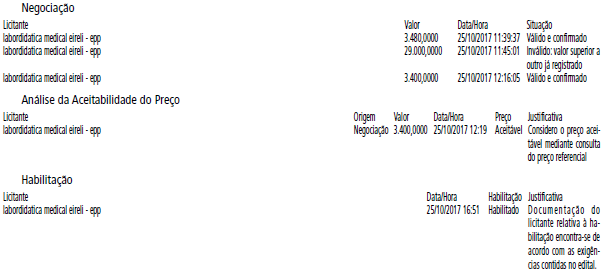 Negociação
Licitante Valor Data/Hora Situação
labordidatica medical eireli - epp 3.480,0000 25/10/2017 11:39:37 Válido e confirmado
labordidatica medical eireli - epp 29.000,0000 25/10/2017 11:45:01 Inválido: valor superior a
outro já registrado
labordidatica medical eireli - epp 3.400,0000 25/10/2017 12:16:05 Válido e confirmado
Análise da Aceitabilidade do Preço
Licitante Origem Valor Data/Hora Preço Justificativa
labordidatica medical eireli - epp Negociação 3.400,0000 25/10/2017 12:19 Aceitável Considero o preço acei-
tável mediante consulta
do preço referencial
Habilitação
Licitante Data/Hora Habilitação Justificativa
labordidatica medical eireli - epp 25/10/2017 16:51 Habilitado Documentação do
licitante relativa à ha-
bilitação encontra-se de
acordo com as exigên-
cias contidas no edital.